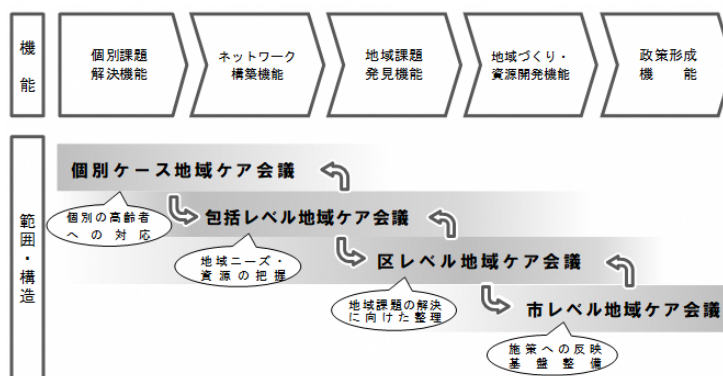 機能
個別課題
解決機能
ネットワーク
構築機能
地域課題
発見機能
地域づくり・
資源開発機能
政策形成
機能
範囲・構造
個別ケース地域ケア会議
個別の高齢者
への対応
包括レベル地域ケア会議
地域ニーズ・
資源の把握
区レベル地域ケア会議
地域課題の解決
に向けた整理
市レベル地域ケア会議
施策への反映
基盤整備